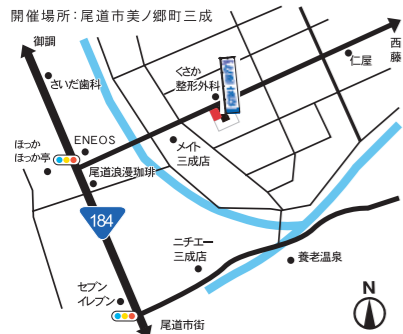 開催場所：尾道市美ノ郷町三成
御調
西藤
仁屋
さいだ歯科
くさか
整形外科
ENEOS
ほっか
ほっか亭
メイト
三成店
尾道浪漫珈琲
184
ニチエー
三成店
養老温泉
セブン
イレブン
N
尾道市街